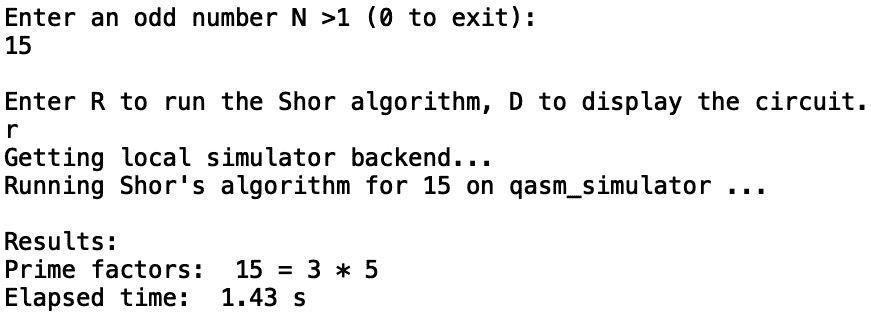 Enter an odd number N >1 (0 to exit):
15
Enter R to run the Shor algorithm, D to display the circuit.
r
Getting local simulator backend...
Running Shor's algorithm for 15 on qasm_simulator ...
Results:
Prime factors:  15 = 3 * 5
Elapsed time:  1.43 s